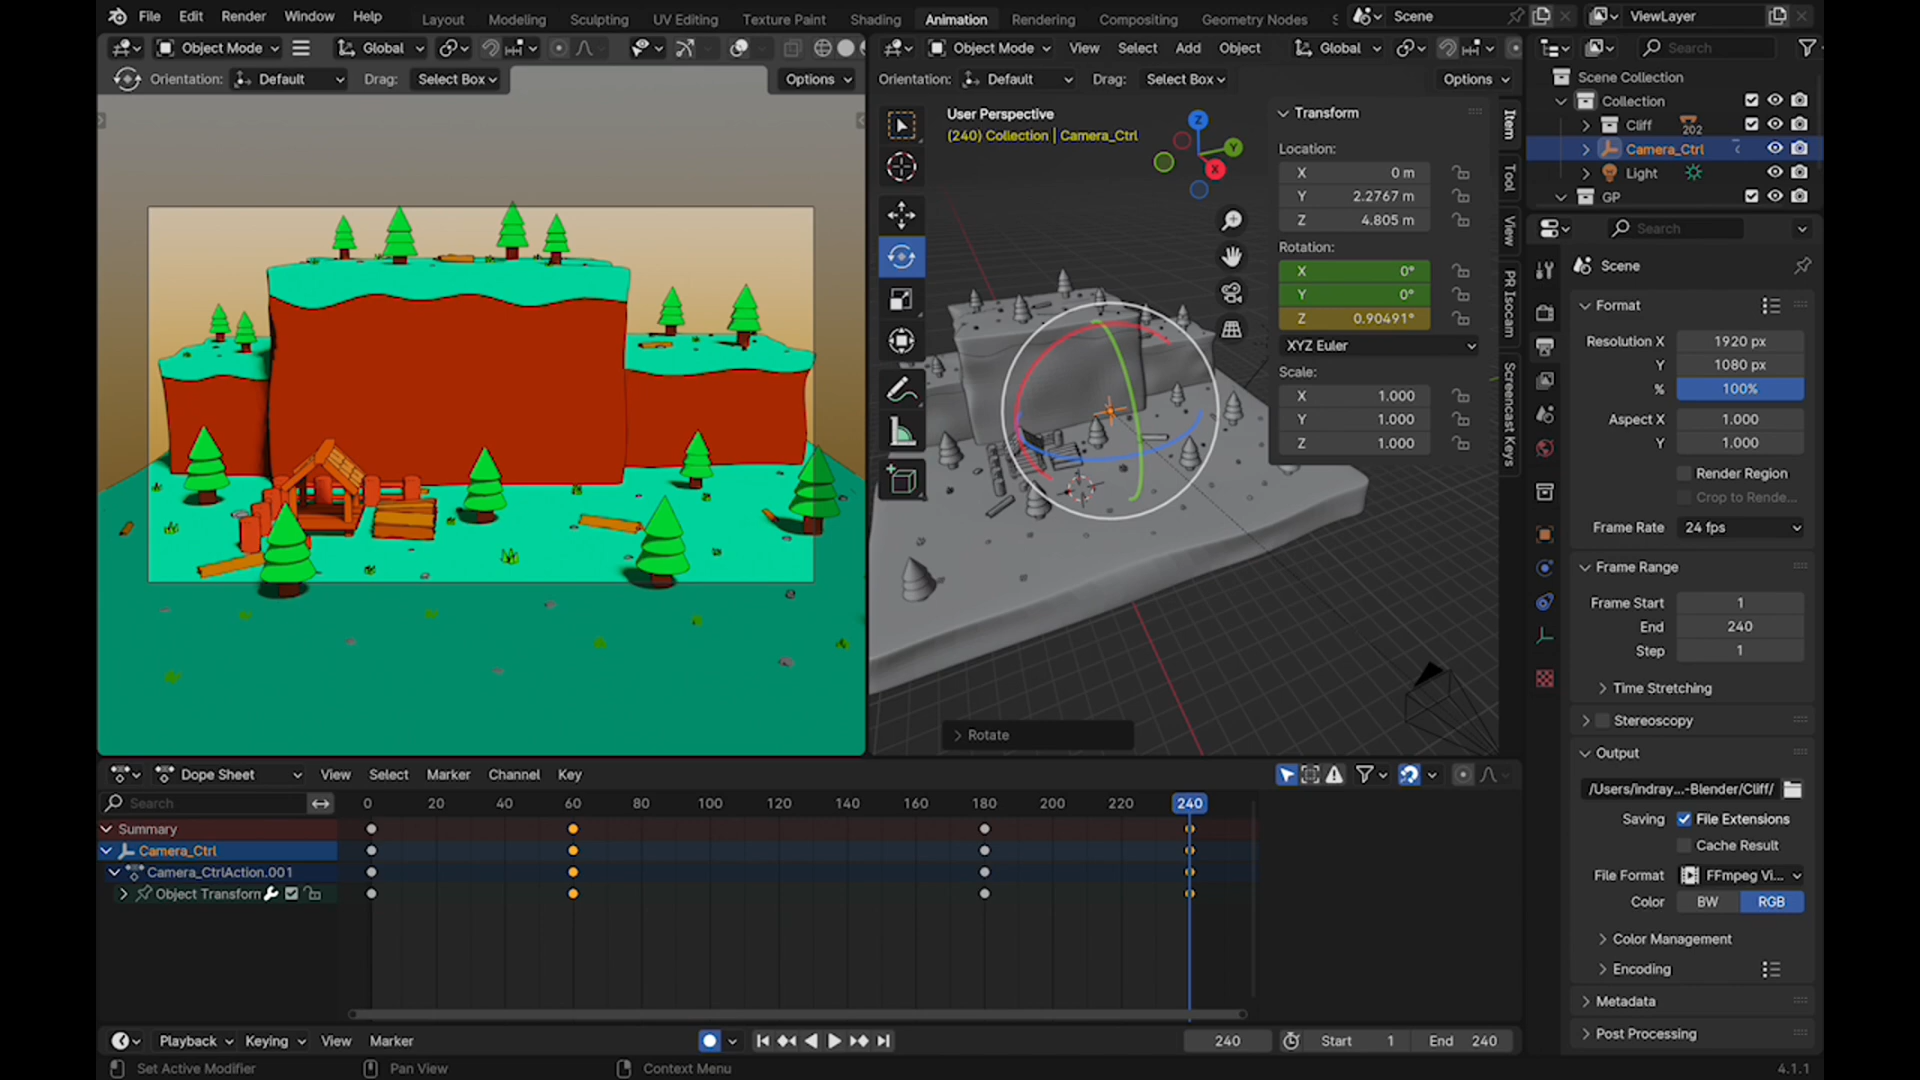 File Edit Render Window Help Layout Modeling Sculpting UV Editing Texture Paint Shading Animation Rendering Compositing Geometry Nodes Scene ViewLayer
Object Mode Global Object Mode View Select Add Object Global Search
Orientation: Default Drag: Select Box Options Orientation: Default Drag: Select Box Options
Scene Collection
Collection
Cliff 202
Camera_Ctrl
Light
GP
User Perspective
(240) Collection | Camera_Ctrl
Z
Y
X
Transform
Location:
X 0 m
Y 2.2767 m
Z 4.805 m
Rotation:
X 0°
Y 0°
Z 0.90491°
XYZ Euler
Scale:
X 1.000
Y 1.000
Z 1.000
Item
Tool
View
PR Isocam
Screencast Keys
Rotate
Search
Scene
Format
Resolution X 1920 px
Y 1080 px
% 100%
Aspect X 1.000
Y 1.000
Render Region
Crop to Rende...
Frame Rate 24 fps
Frame Range
Frame Start 1
End 240
Step 1
Time Stretching
Stereoscopy
Output
/Users/indray...-Blender/Cliff/
Saving File Extensions
Cache Result
File Format FFmpeg Vi...
Color BW RGB
Color Management
Encoding
Metadata
Post Processing
Dope Sheet View Select Marker Channel Key
Search 0 20 40 60 80 100 120 140 160 180 200 220 240
Summary
Camera_Ctrl
Camera_CtrlAction.001
Object Transform
Playback Keying View Marker 240 Start 1 End 240
Set Active Modifier Pan View Context Menu 4.1.1